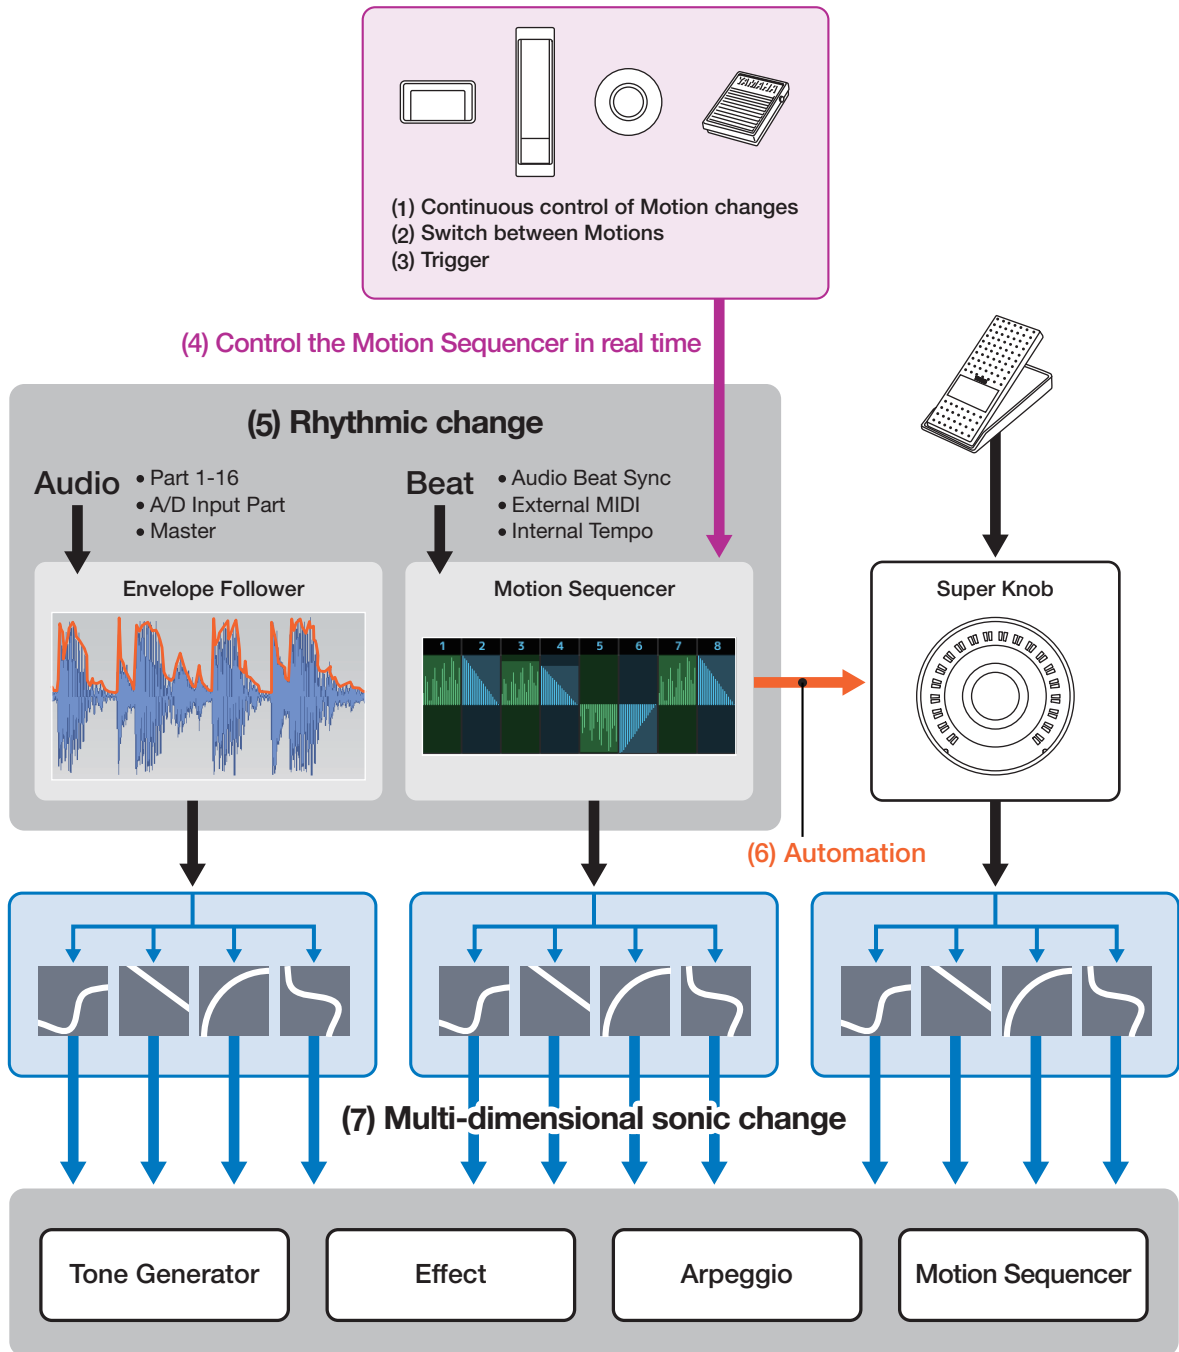 YAMAHA
(1) Continuous control of Motion changes
(2) Switch between Motions
(3) Trigger
(4) Control the Motion Sequencer in real time
(5) Rhythmic change
Audio
• Part 1-16
• A/D Input Part
• Master
Beat
• Audio Beat Sync
• External MIDI
• Internal Tempo
Envelope Follower
Motion Sequencer
1 2 3 4 5 6 7 8
Super Knob
(6) Automation
(7) Multi-dimensional sonic change
Tone Generator
Effect
Arpeggio
Motion Sequencer